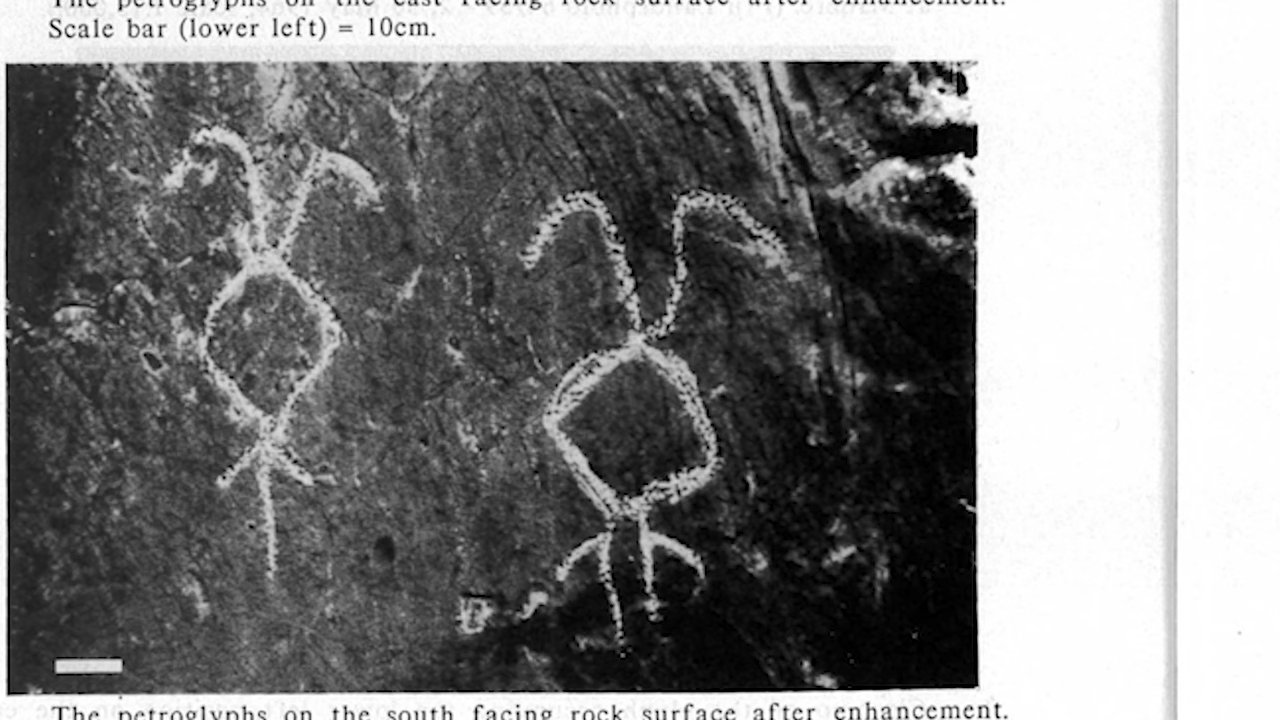 The petroglyphs on the east facing rock surface after enhancement.
Scale bar (lower left) = 10cm.
The petroglyphs on the south facing rock surface after enhancement.